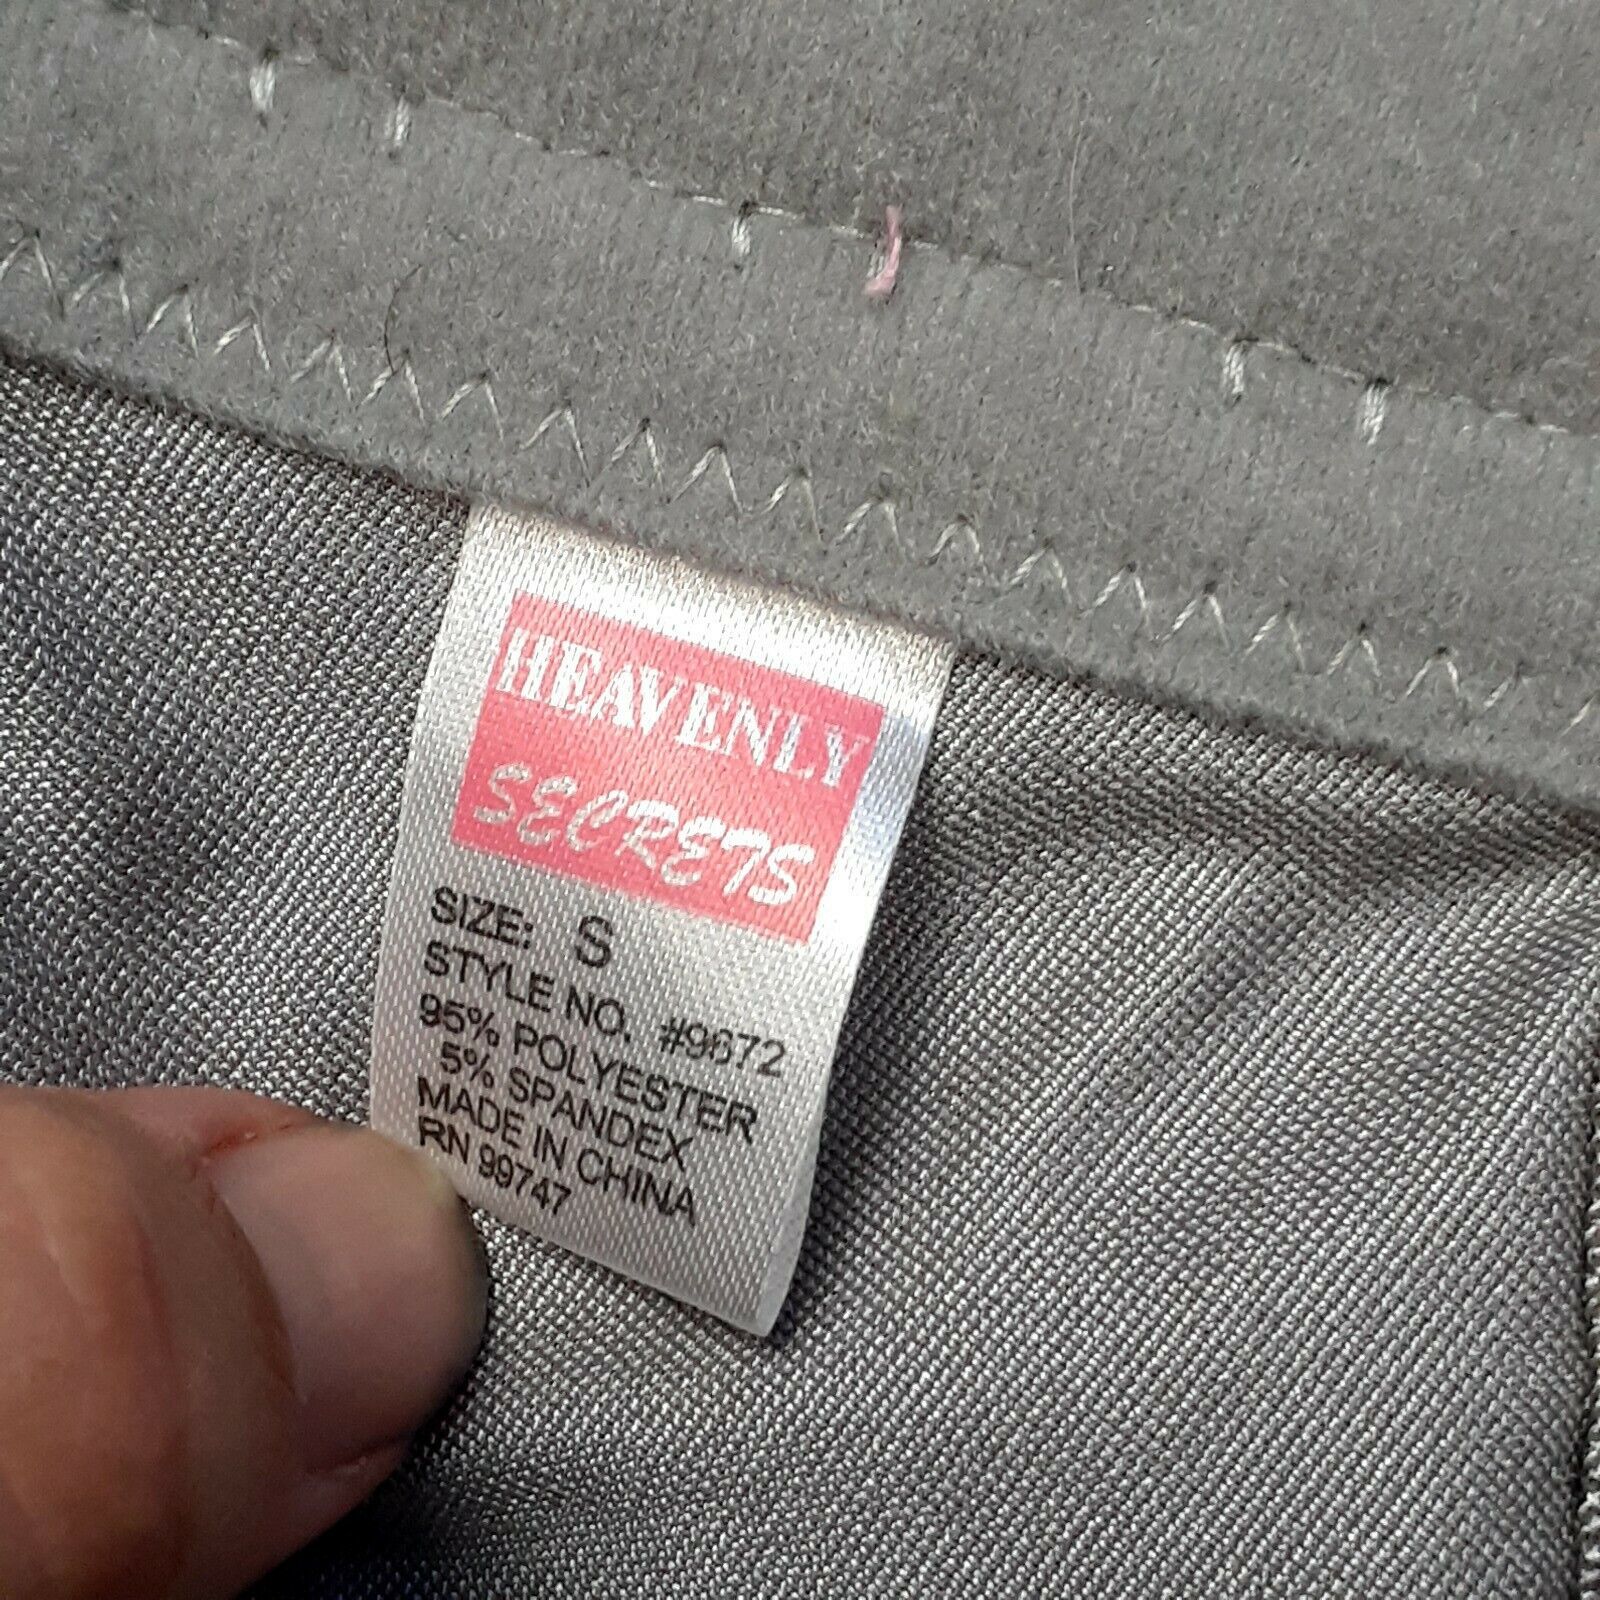 HEAVENLY
SECRETS
SIZE: S
STYLE NO. #9672
95% POLYESTER
5% SPANDEX
MADE IN CHINA
RN 99747